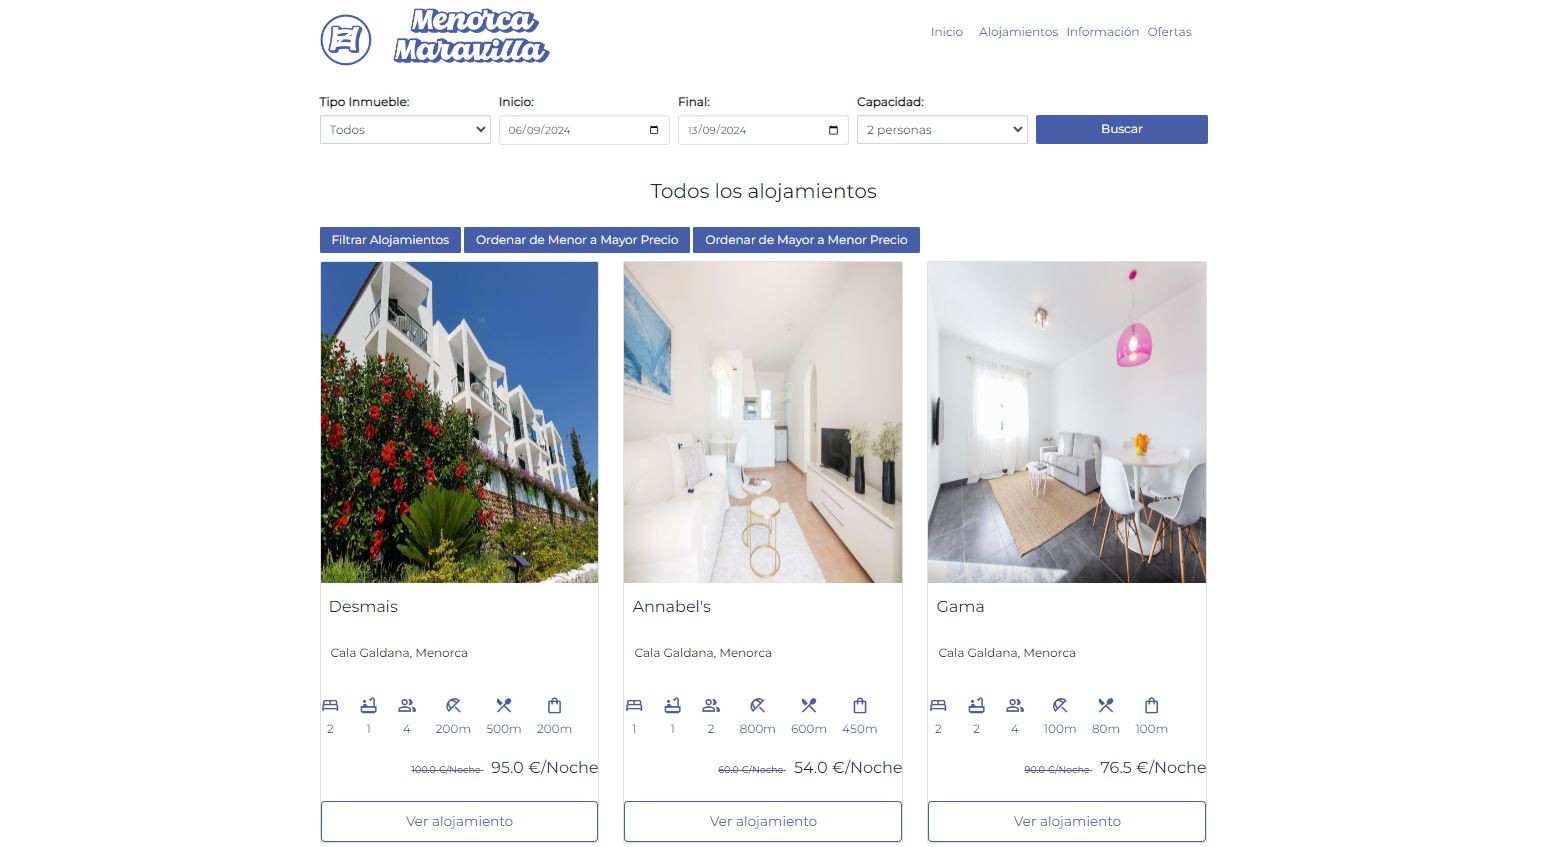 Menorca
Maravilla
Inicio Alojamientos Información Ofertas
Tipo Inmueble: Inicio: Final: Capacidad:
Todos 06/09/2024 13/09/2024 2 personas Buscar
Todos los alojamientos
Filtrar Alojamientos Ordenar de Menor a Mayor Precio Ordenar de Mayor a Menor Precio
Desmais
Cala Galdana, Menorca
2 1 4 200m 500m 200m
100.0 €/Noche 95.0 €/Noche
Ver alojamiento
Annabel's
Cala Galdana, Menorca
1 1 2 800m 600m 450m
60.0 €/Noche 54.0 €/Noche
Ver alojamiento
Gama
Cala Galdana, Menorca
2 2 4 100m 80m 100m
90.0 €/Noche 76.5 €/Noche
Ver alojamiento